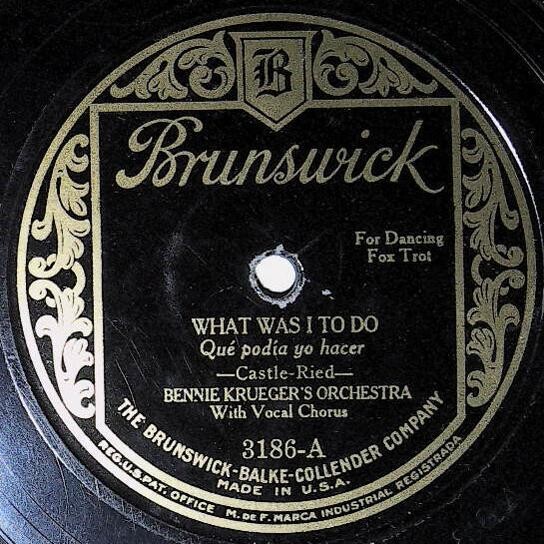 B
Brunswick
For Dancing
Fox Trot
WHAT WAS I TO DO
Qué podía yo hacer
—Castle-Ried—
BENNIE KRUEGER'S ORCHESTRA
With Vocal Chorus
3186-A
THE BRUNSWICK-BALKE-COLLENDER COMPANY
MADE IN U.S.A.
REG.U.S.PAT. OFFICE M. DE F. MARCA INDUSTRIAL REGISTRADA